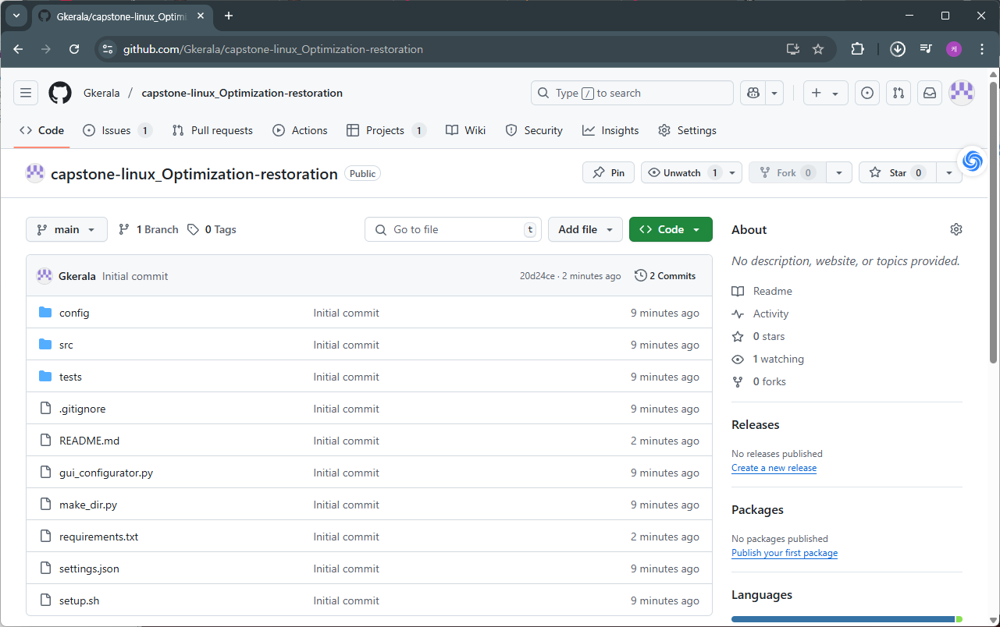 Gkerala/capstone-linux_Optimi
github.com/Gkerala/capstone-linux_Optimization-restoration
케
Gkerala / capstone-linux_Optimization-restoration
Type / to search
Code Issues 1 Pull requests Actions Projects 1 Wiki Security Insights Settings
capstone-linux_Optimization-restoration Public
Pin Unwatch 1 Fork 0 Star 0
main 1 Branch 0 Tags Go to file t Add file Code
Gkerala Initial commit 20d24ce · 2 minutes ago 2 Commits
config Initial commit 9 minutes ago
src Initial commit 9 minutes ago
tests Initial commit 9 minutes ago
.gitignore Initial commit 9 minutes ago
README.md Initial commit 2 minutes ago
gui_configurator.py Initial commit 9 minutes ago
make_dir.py Initial commit 9 minutes ago
requirements.txt Initial commit 2 minutes ago
settings.json Initial commit 9 minutes ago
setup.sh Initial commit 9 minutes ago
About
No description, website, or topics provided.
Readme
Activity
0 stars
1 watching
0 forks
Releases
No releases published
Create a new release
Packages
No packages published
Publish your first package
Languages